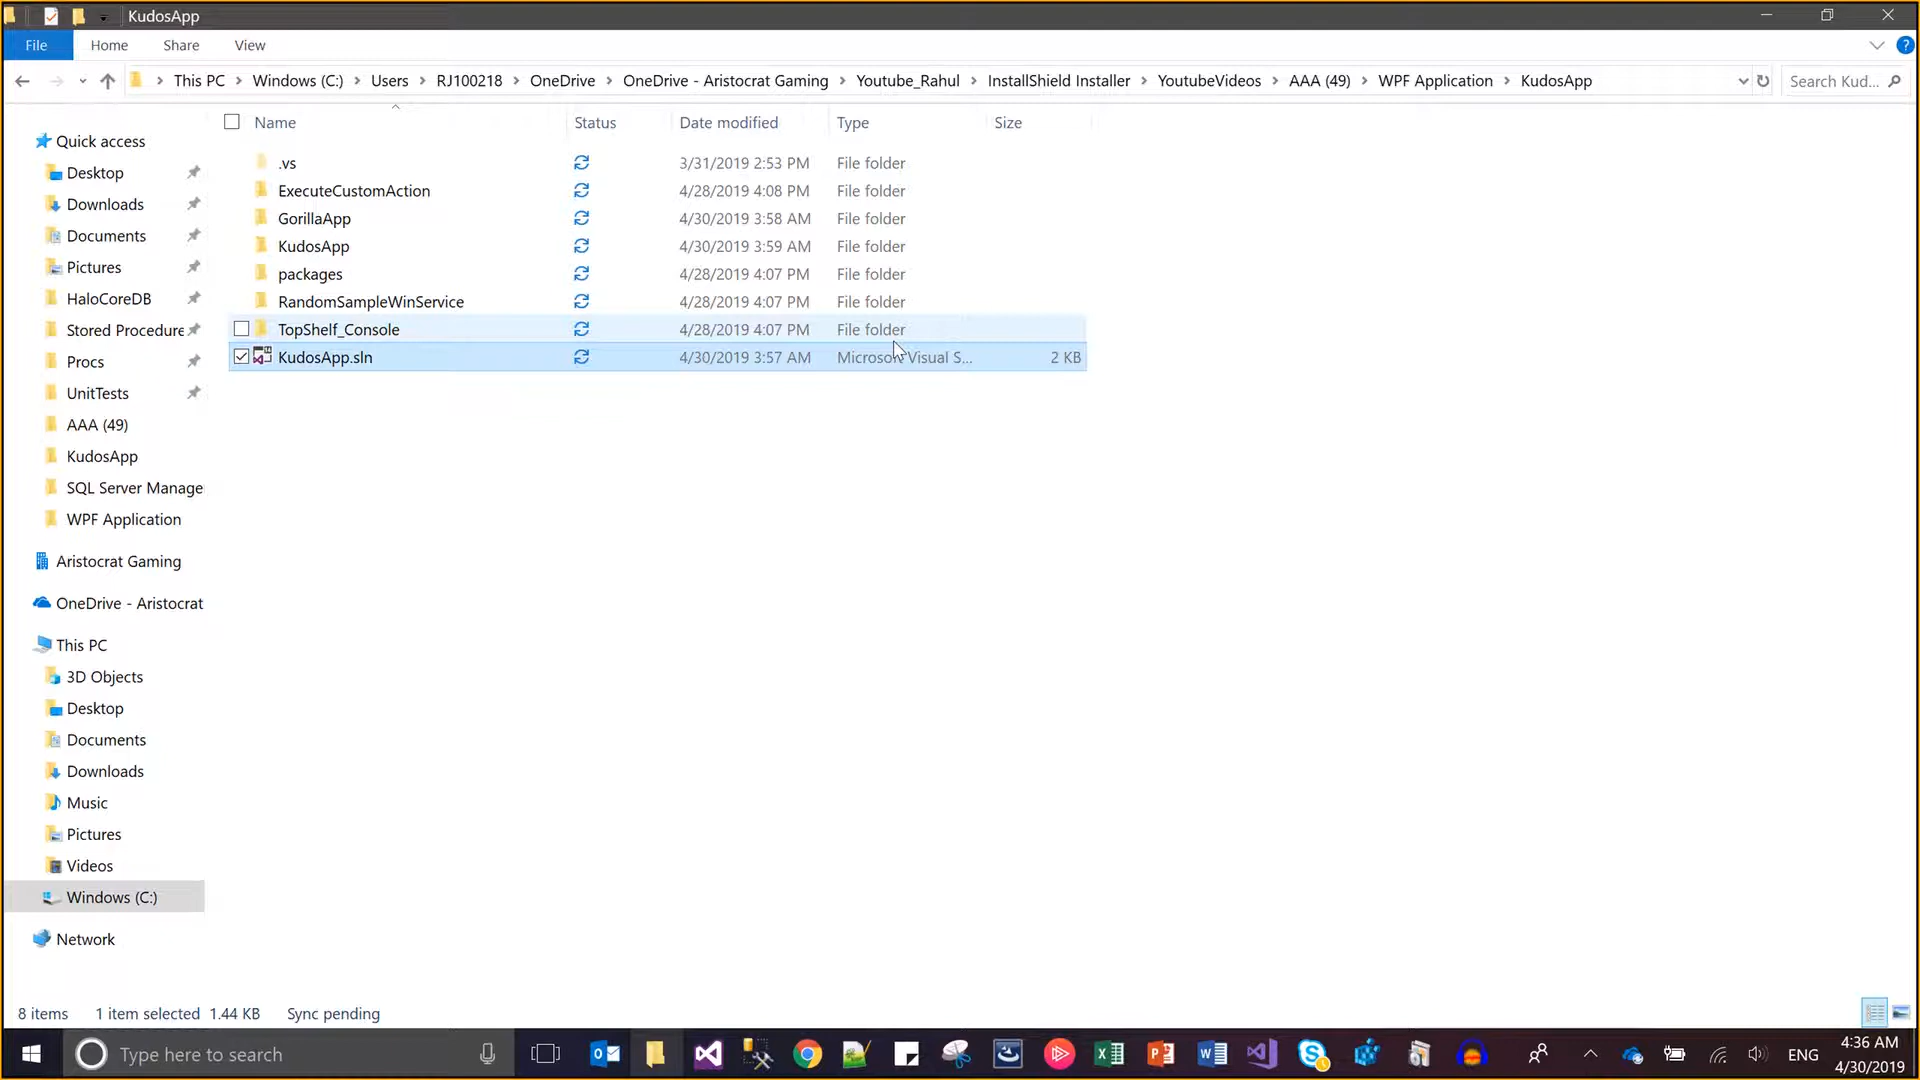 KudosApp
File Home Share View
This PC Windows (C:) Users RJ100218 OneDrive OneDrive - Aristocrat Gaming Youtube_Rahul InstallShield Installer YoutubeVideos AAA (49) WPF Application KudosApp Search Kud...
Name Status Date modified Type Size
.vs 3/31/2019 2:53 PM File folder
ExecuteCustomAction 4/28/2019 4:08 PM File folder
GorillaApp 4/30/2019 3:58 AM File folder
KudosApp 4/30/2019 3:59 AM File folder
packages 4/28/2019 4:07 PM File folder
RandomSampleWinService 4/28/2019 4:07 PM File folder
TopShelf_Console 4/28/2019 4:07 PM File folder
KudosApp.sln 4/30/2019 3:57 AM Microsoft Visual S... 2 KB
Quick access
Desktop
Downloads
Documents
Pictures
HaloCoreDB
Stored Procedure
Procs
UnitTests
AAA (49)
KudosApp
SQL Server Manage
WPF Application
Aristocrat Gaming
OneDrive - Aristocrat
This PC
3D Objects
Desktop
Documents
Downloads
Music
Pictures
Videos
Windows (C:)
Network
8 items 1 item selected 1.44 KB Sync pending
Type here to search
ENG
4:36 AM
4/30/2019